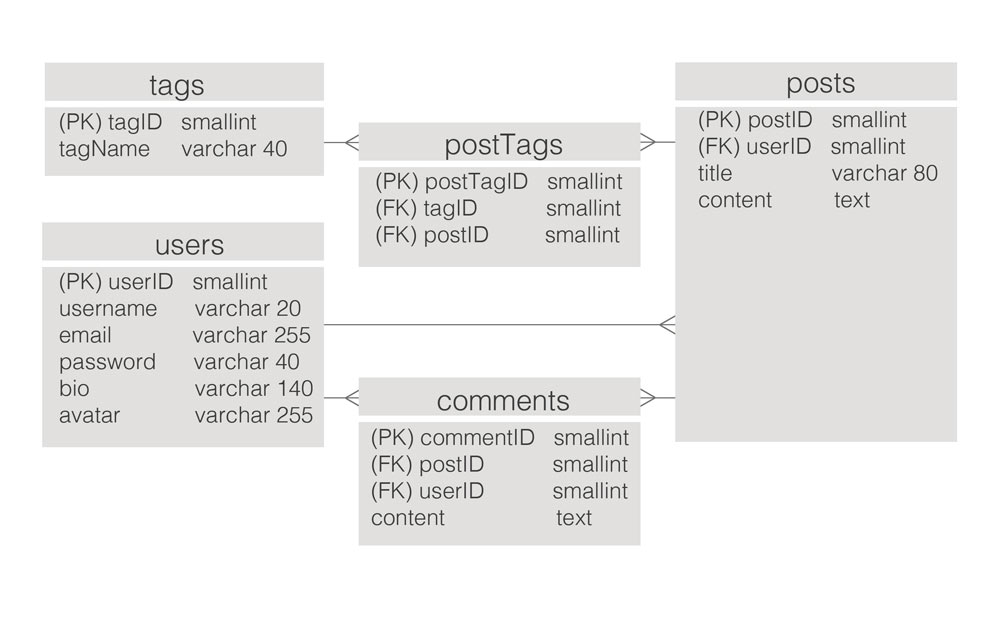 tags
(PK) tagID smallint
tagName varchar 40
postTags
(PK) postTagID smallint
(FK) tagID smallint
(FK) postID smallint
posts
(PK) postID smallint
(FK) userID smallint
title varchar 80
content text
users
(PK) userID smallint
username varchar 20
email varchar 255
password varchar 40
bio varchar 140
avatar varchar 255
comments
(PK) commentID smallint
(FK) postID smallint
(FK) userID smallint
content text